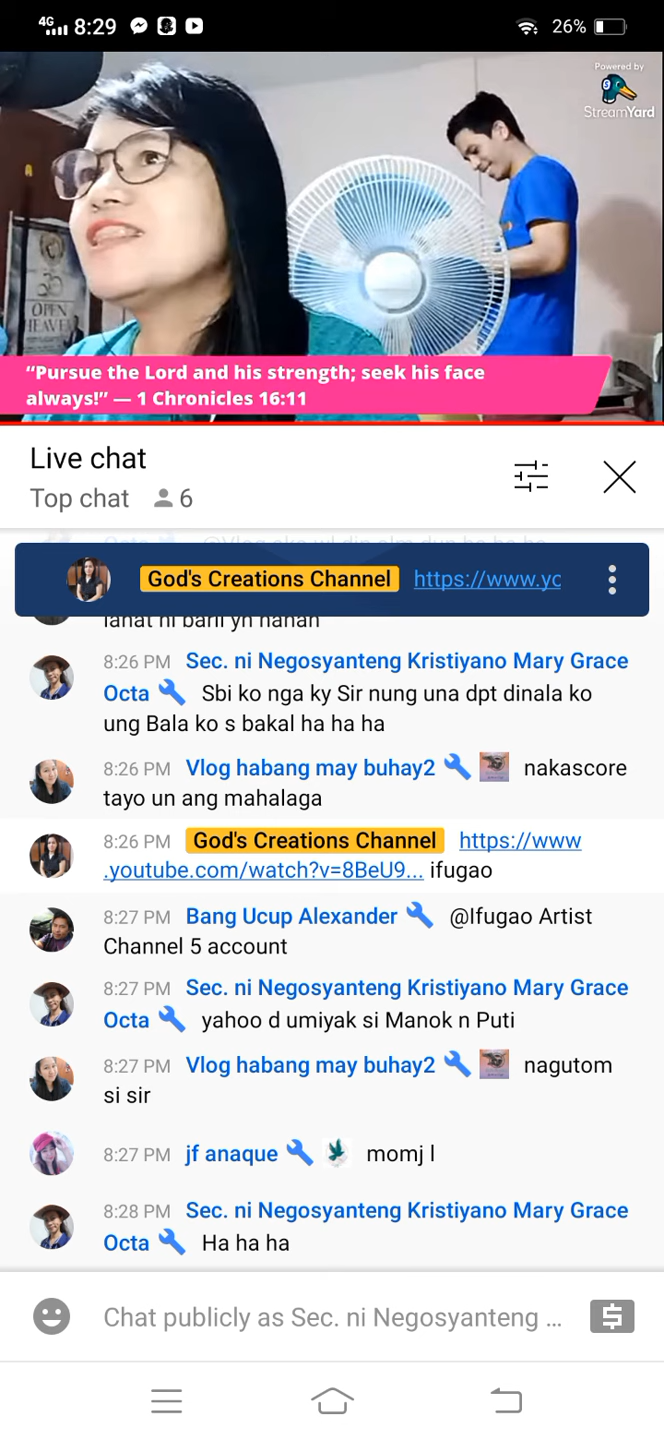 4G 8:29 26%
Powered by
StreamYard
OPEN
HEAVEN
“Pursue the Lord and his strength; seek his face
always!” — 1 Chronicles 16:11
Live chat
Top chat 6
God's Creations Channel https://www.yc
8:26 PM Sec. ni Negosyanteng Kristiyano Mary Grace
Octa Sbi ko nga ky Sir nung una dpt dinala ko
ung Bala ko s bakal ha ha ha
8:26 PM Vlog habang may buhay2 nakascore
tayo un ang mahalaga
8:26 PM God's Creations Channel https://www
.youtube.com/watch?v=8BeU9... ifugao
8:27 PM Bang Ucup Alexander @Ifugao Artist
Channel 5 account
8:27 PM Sec. ni Negosyanteng Kristiyano Mary Grace
Octa yahoo d umiyak si Manok n Puti
8:27 PM Vlog habang may buhay2 nagutom
si sir
8:27 PM jf anaque momj l
8:28 PM Sec. ni Negosyanteng Kristiyano Mary Grace
Octa Ha ha ha
Chat publicly as Sec. ni Negosyanteng ...